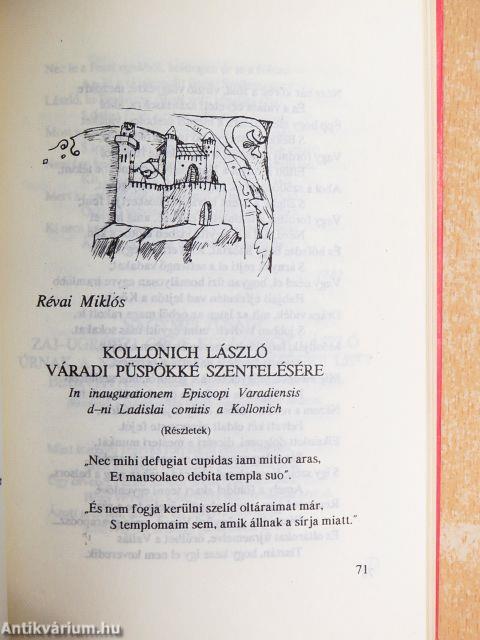 Révai Miklós
KOLLONICH LÁSZLÓ
VÁRADI PÜSPÖKKÉ SZENTELÉSÉRE
In inaugurationem Episcopi Varadiensis
d-ni Ladislai comitis a Kollonich
(Részletek)
„Nec mihi defugiat cupidas iam mitior aras,
Et mausolaeo debita templa suo".
„És nem fogja kerülni szelíd oltáraimat már,
S templomaim sem, amik állnak a sírja miatt."
71
Antikvárium.hu